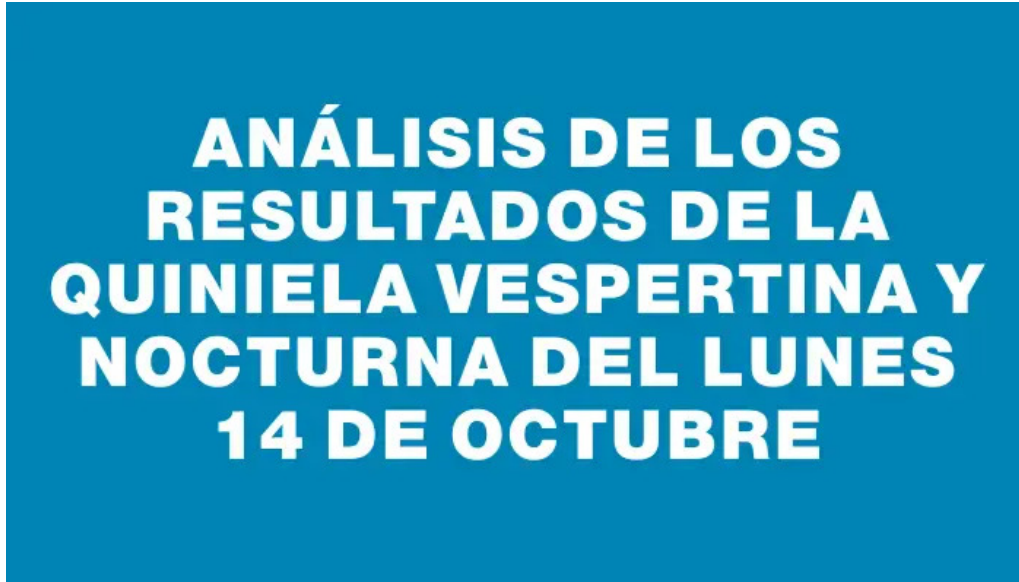 ANÁLISIS DE LOS
RESULTADOS DE LA
QUINIELA VESPERTINA Y
NOCTURNA DEL LUNES
14 DE OCTUBRE